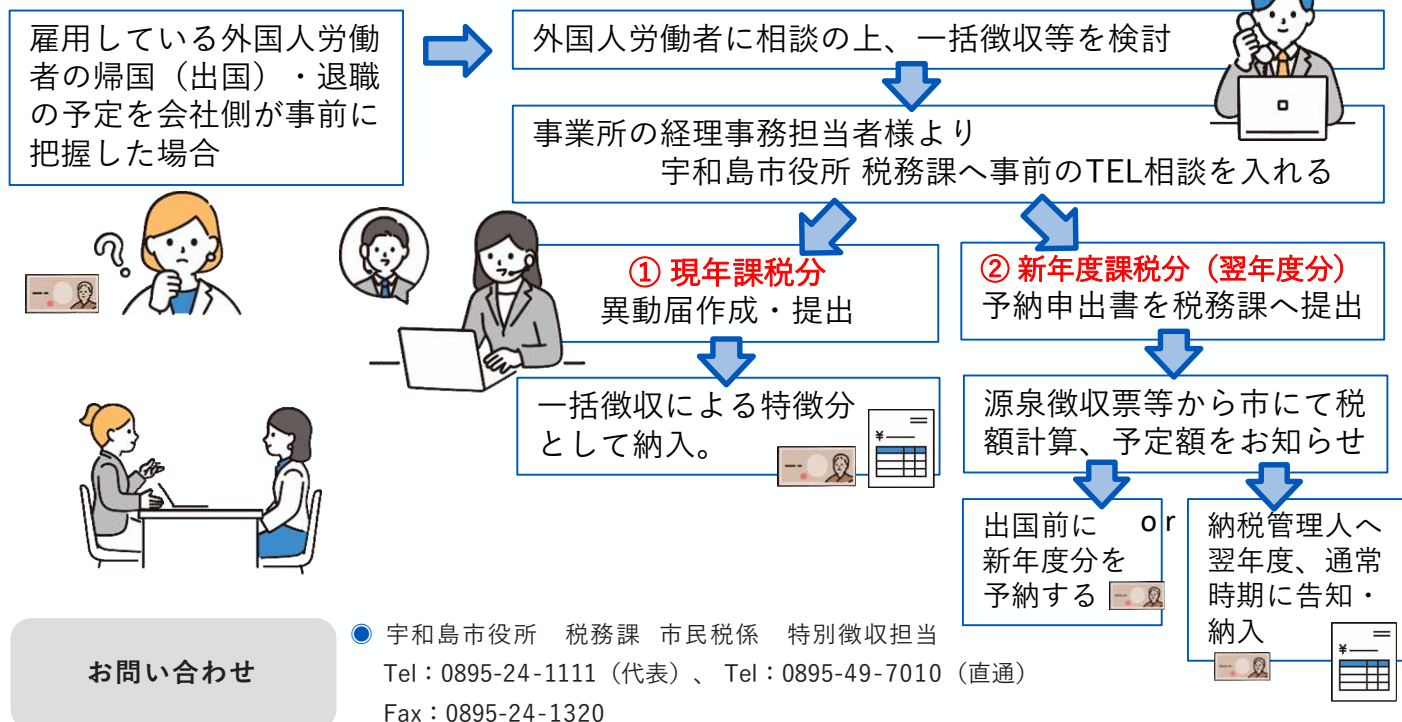 雇用している外国人労働
者の帰国（出国）・退職
の予定を会社側が事前に
把握した場合
外国人労働者に相談の上、一括徴収等を検討
事業所の経理事務担当者様より
宇和島市役所 税務課へ事前のTEL相談を入れる
① 現年課税分
異動届作成・提出
一括徴収による特徴分
として納入。
② 新年度課税分（翌年度分）
予納申出書を税務課へ提出
源泉徴収票等から市にて税
額計算、予定額をお知らせ
出国前に
新年度分を
予納する
or
納税管理人へ
翌年度、通常
時期に告知・
納入
お問い合わせ
◉ 宇和島市役所 税務課 市民税係 特別徴収担当
Tel：0895-24-1111（代表）、 Tel：0895-49-7010（直通）
Fax：0895-24-1320